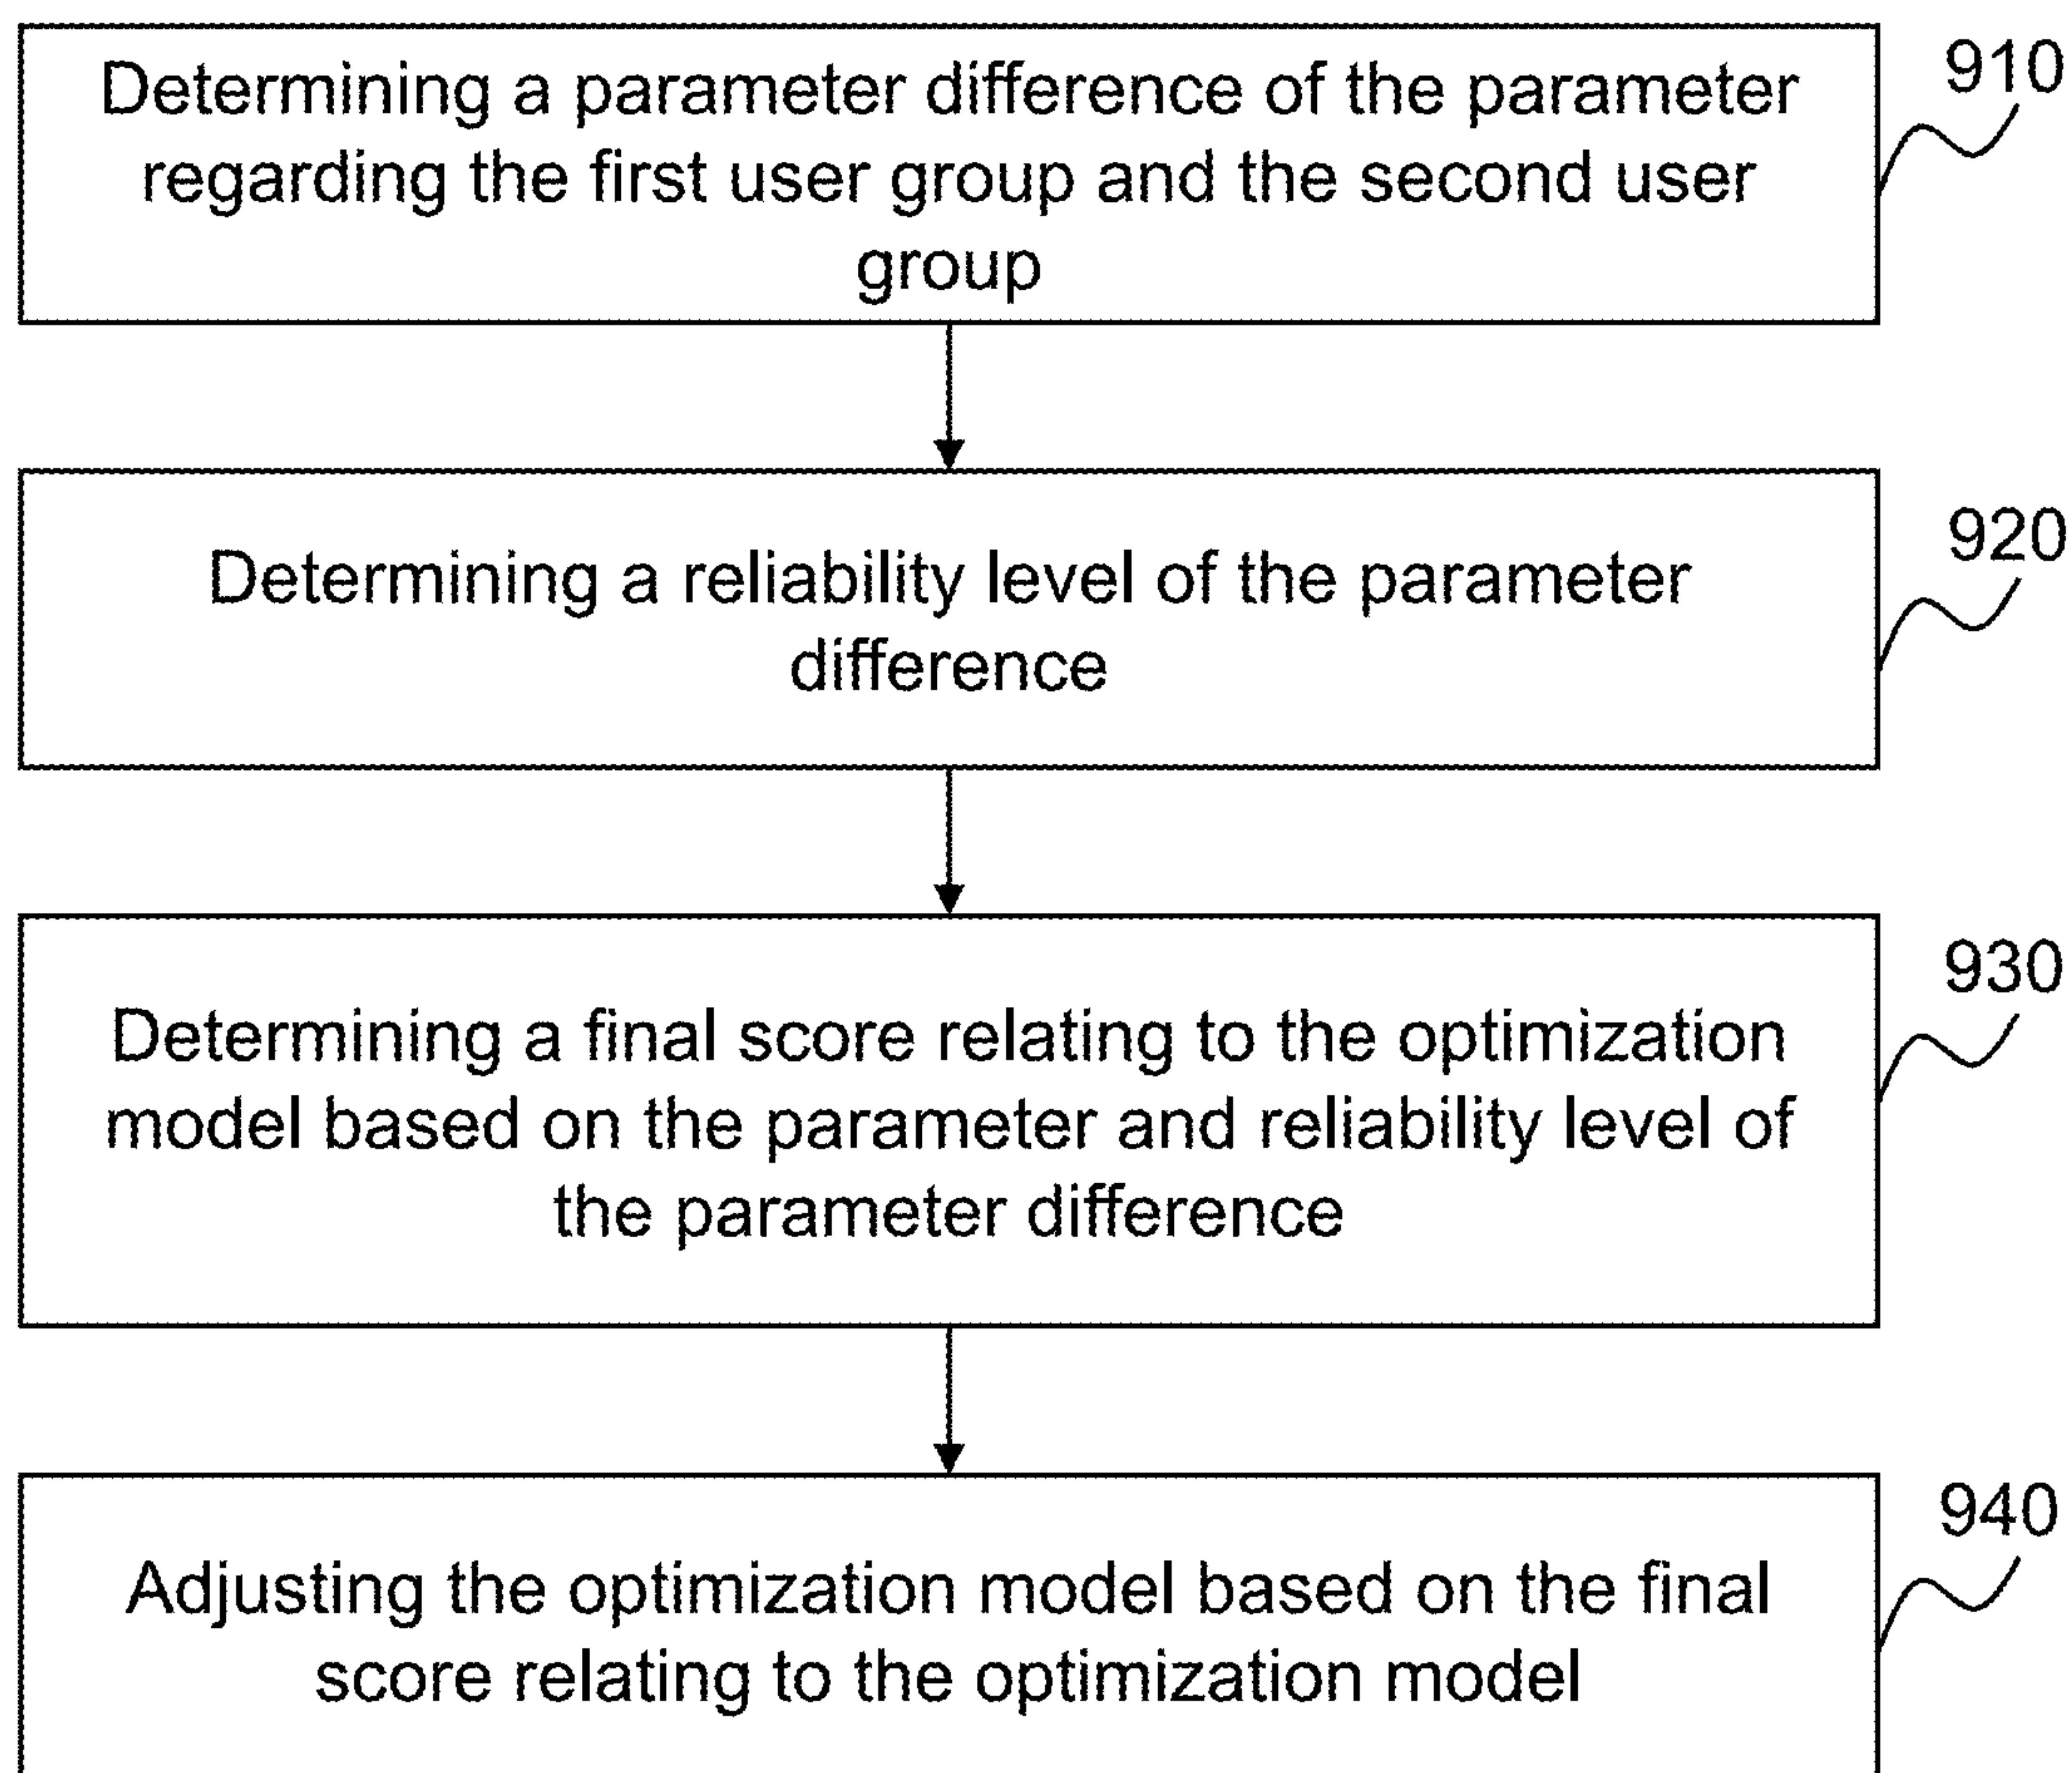 Determining a parameter difference of the parameter
regarding the first user group and the second user
group
910
Determining a reliability level of the parameter
difference
920
Determining a final score relating to the optimization
model based on the parameter and reliability level of
the parameter difference
930
Adjusting the optimization model based on the final
score relating to the optimization model
940